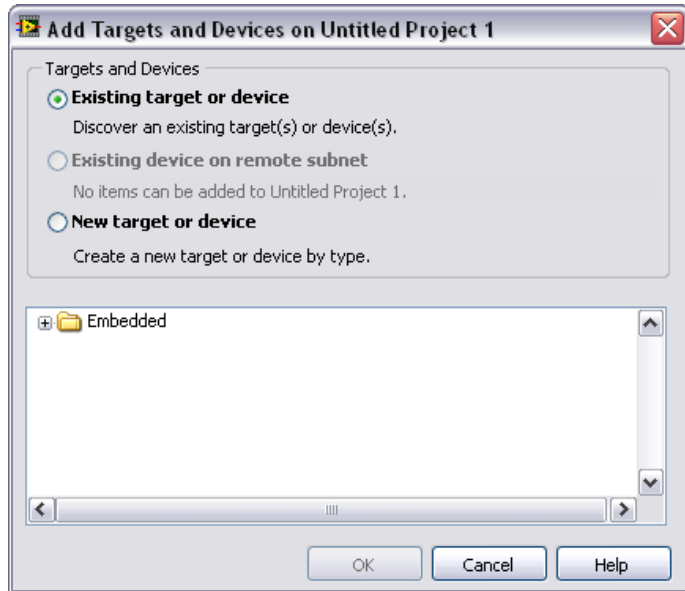 Add Targets and Devices on Untitled Project 1
Targets and Devices
Existing target or device
Discover an existing target(s) or device(s).
Existing device on remote subnet
No items can be added to Untitled Project 1.
New target or device
Create a new target or device by type.
Embedded
OK
Cancel
Help